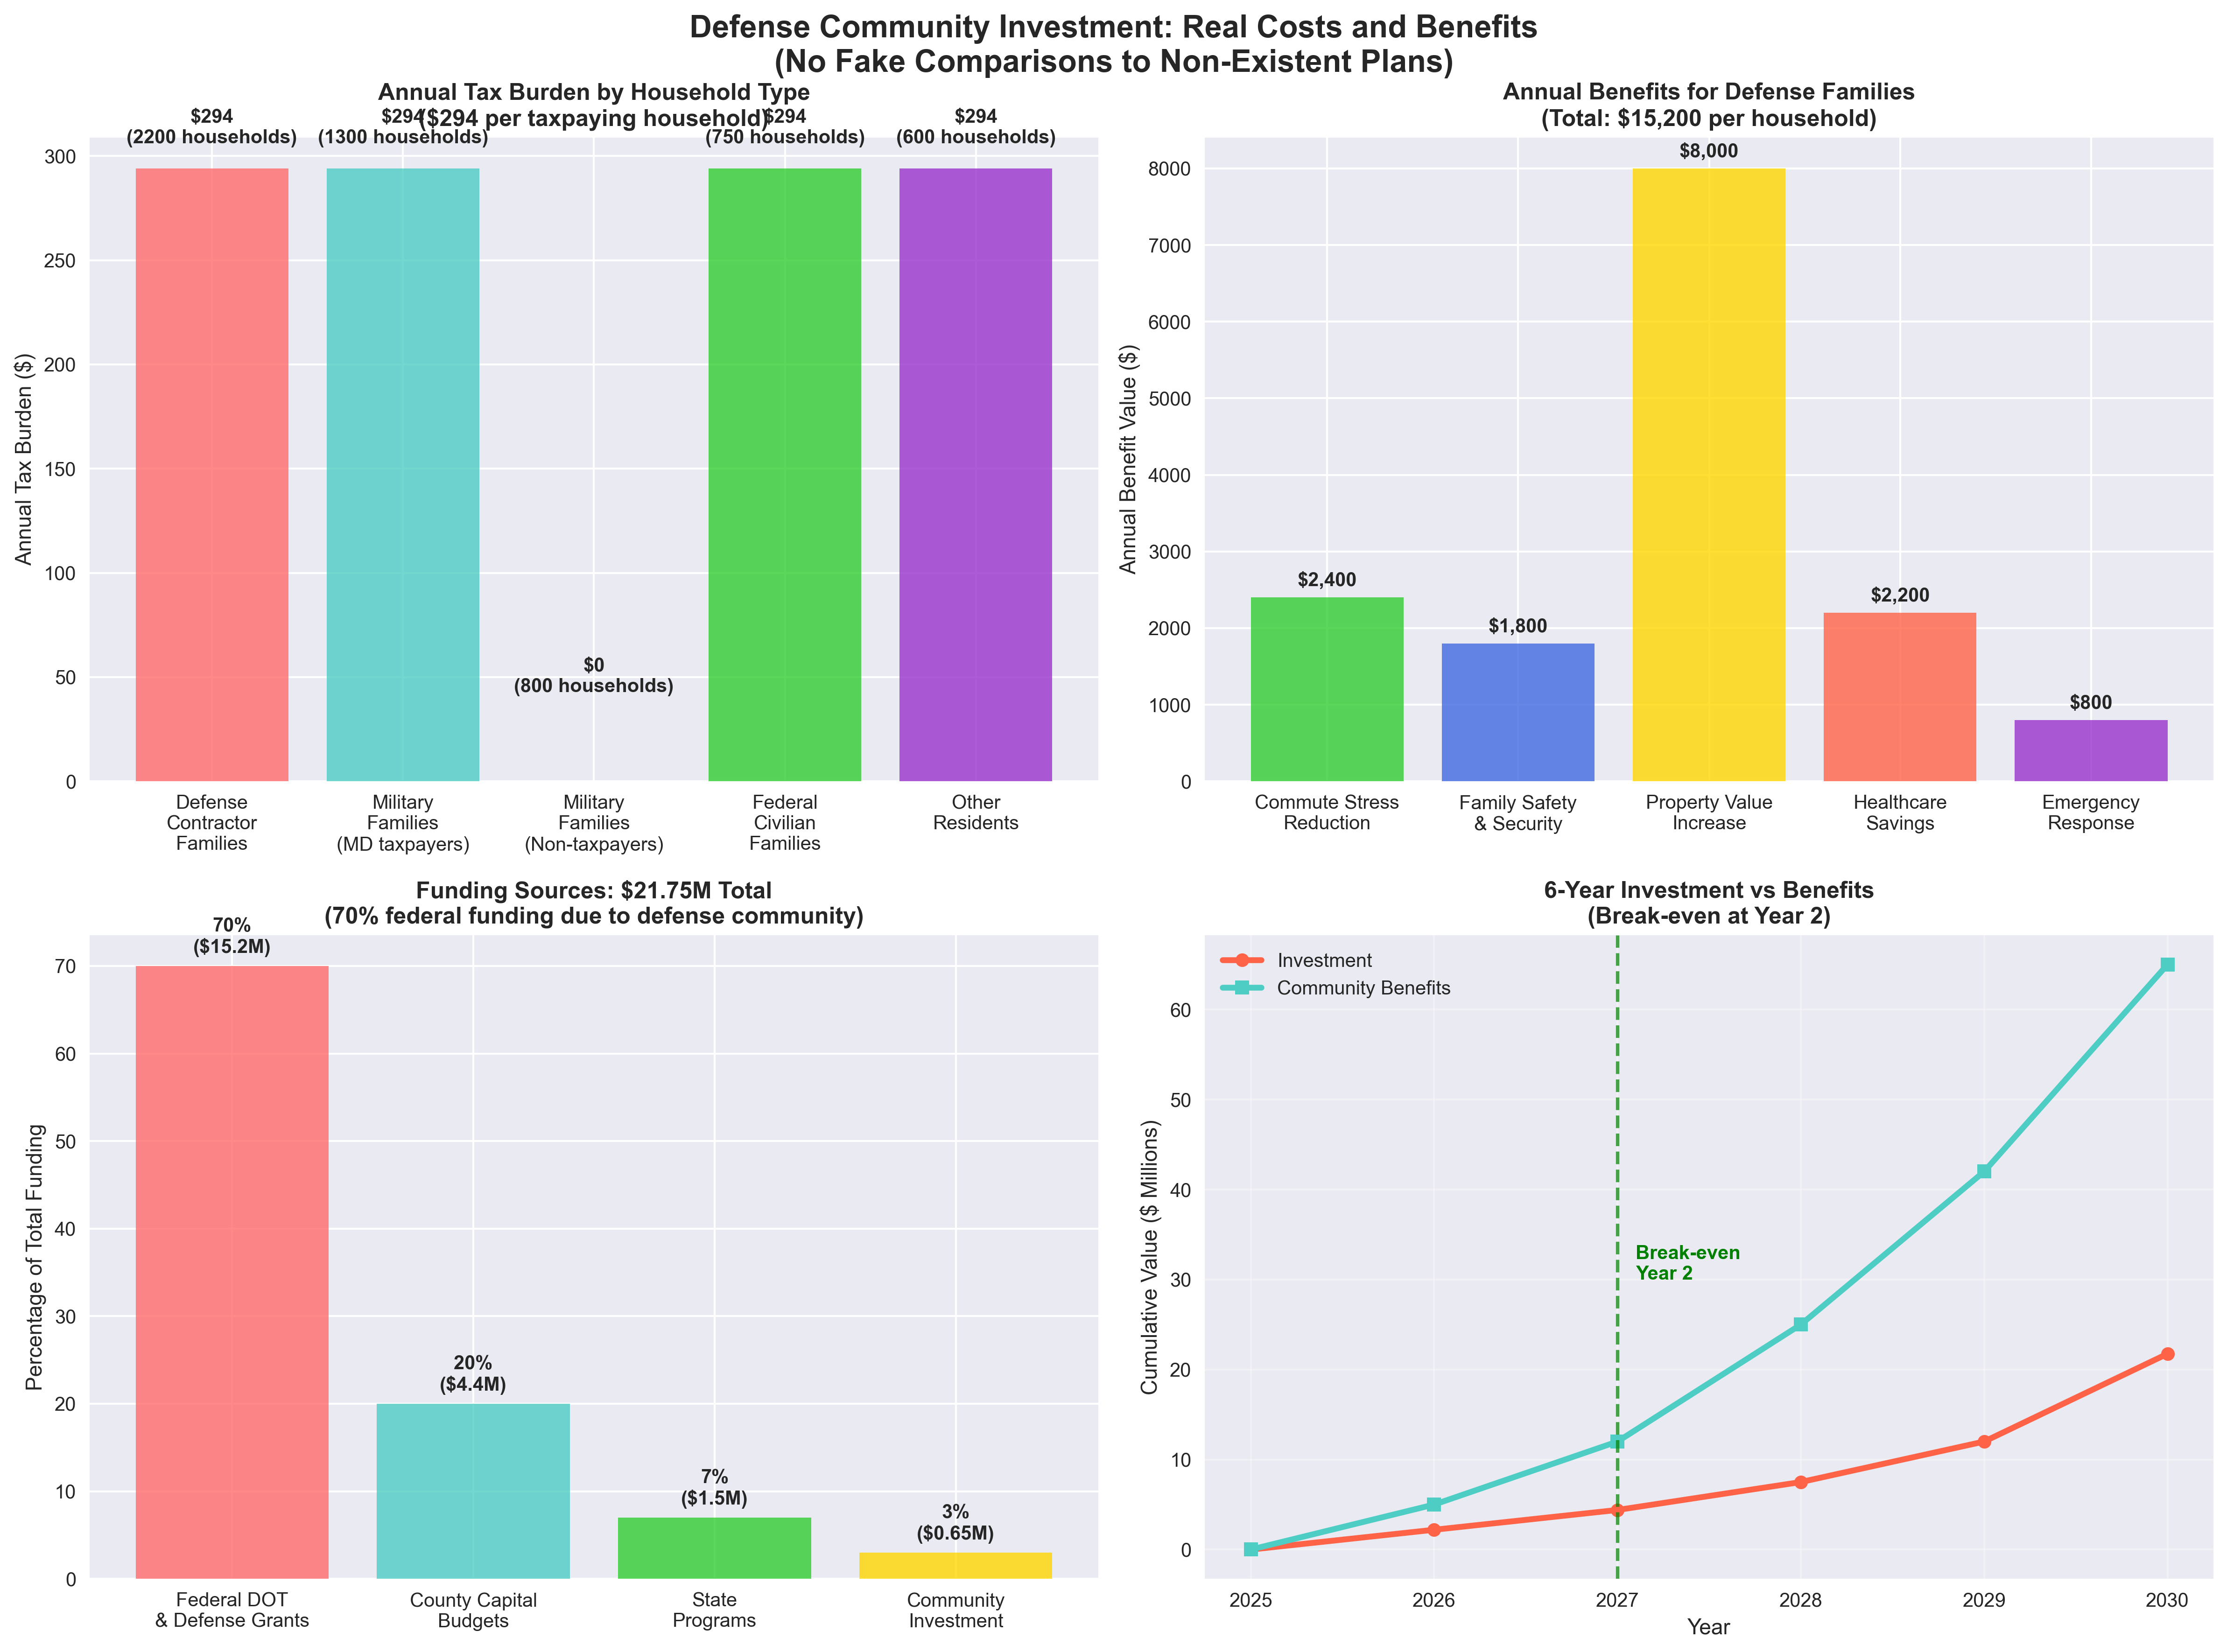 Defense Community Investment: Real Costs and Benefits
(No Fake Comparisons to Non-Existent Plans)
Annual Tax Burden by Household Type
($294 per taxpaying household)
$294
(2200 households)
$294
(1300 households)
$0
(800 households)
$294
(750 households)
$294
(600 households)
Annual Tax Burden ($)
300
250
200
150
100
50
0
Defense
Contractor
Families
Military
Families
(MD taxpayers)
Military
Families
(Non-taxpayers)
Federal
Civilian
Families
Other
Residents
Annual Benefits for Defense Families
(Total: $15,200 per household)
Annual Benefit Value ($)
8000
7000
6000
5000
4000
3000
2000
1000
0
$2,400
$1,800
$8,000
$2,200
$800
Commute Stress
Reduction
Family Safety
& Security
Property Value
Increase
Healthcare
Savings
Emergency
Response
Funding Sources: $21.75M Total
(70% federal funding due to defense community)
Percentage of Total Funding
70
60
50
40
30
20
10
0
70%
($15.2M)
20%
($4.4M)
7%
($1.5M)
3%
($0.65M)
Federal DOT
& Defense Grants
County Capital
Budgets
State
Programs
Community
Investment
6-Year Investment vs Benefits
(Break-even at Year 2)
Cumulative Value ($ Millions)
60
50
40
30
20
10
0
Investment
Community Benefits
Break-even
Year 2
2025
2026
2027
2028
2029
2030
Year